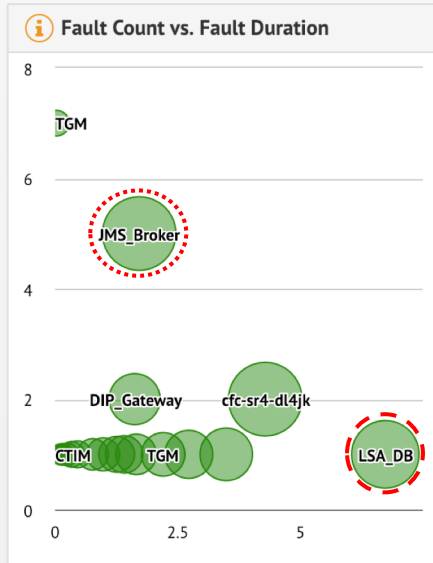 Fault Count vs. Fault Duration
8
TGM
6
JMS_Broker
4
DIP_Gateway
cfc-sr4-dl4jk
2
CTIM
TGM
LSA_DB
0
0
2.5
5